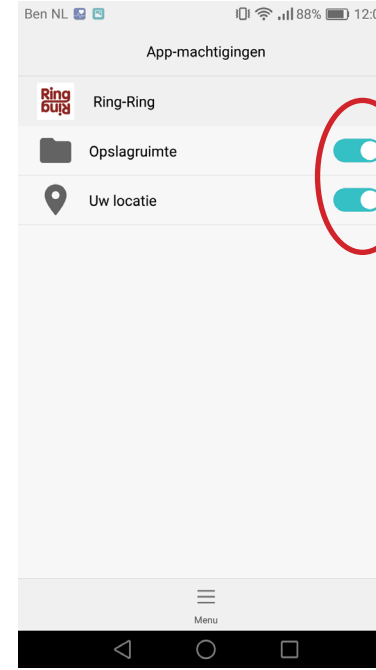 Ben NL 88% 12:0
App-machtigingen
Ring
Ring
Ring-Ring
Opslagruimte
Uw locatie
Menu